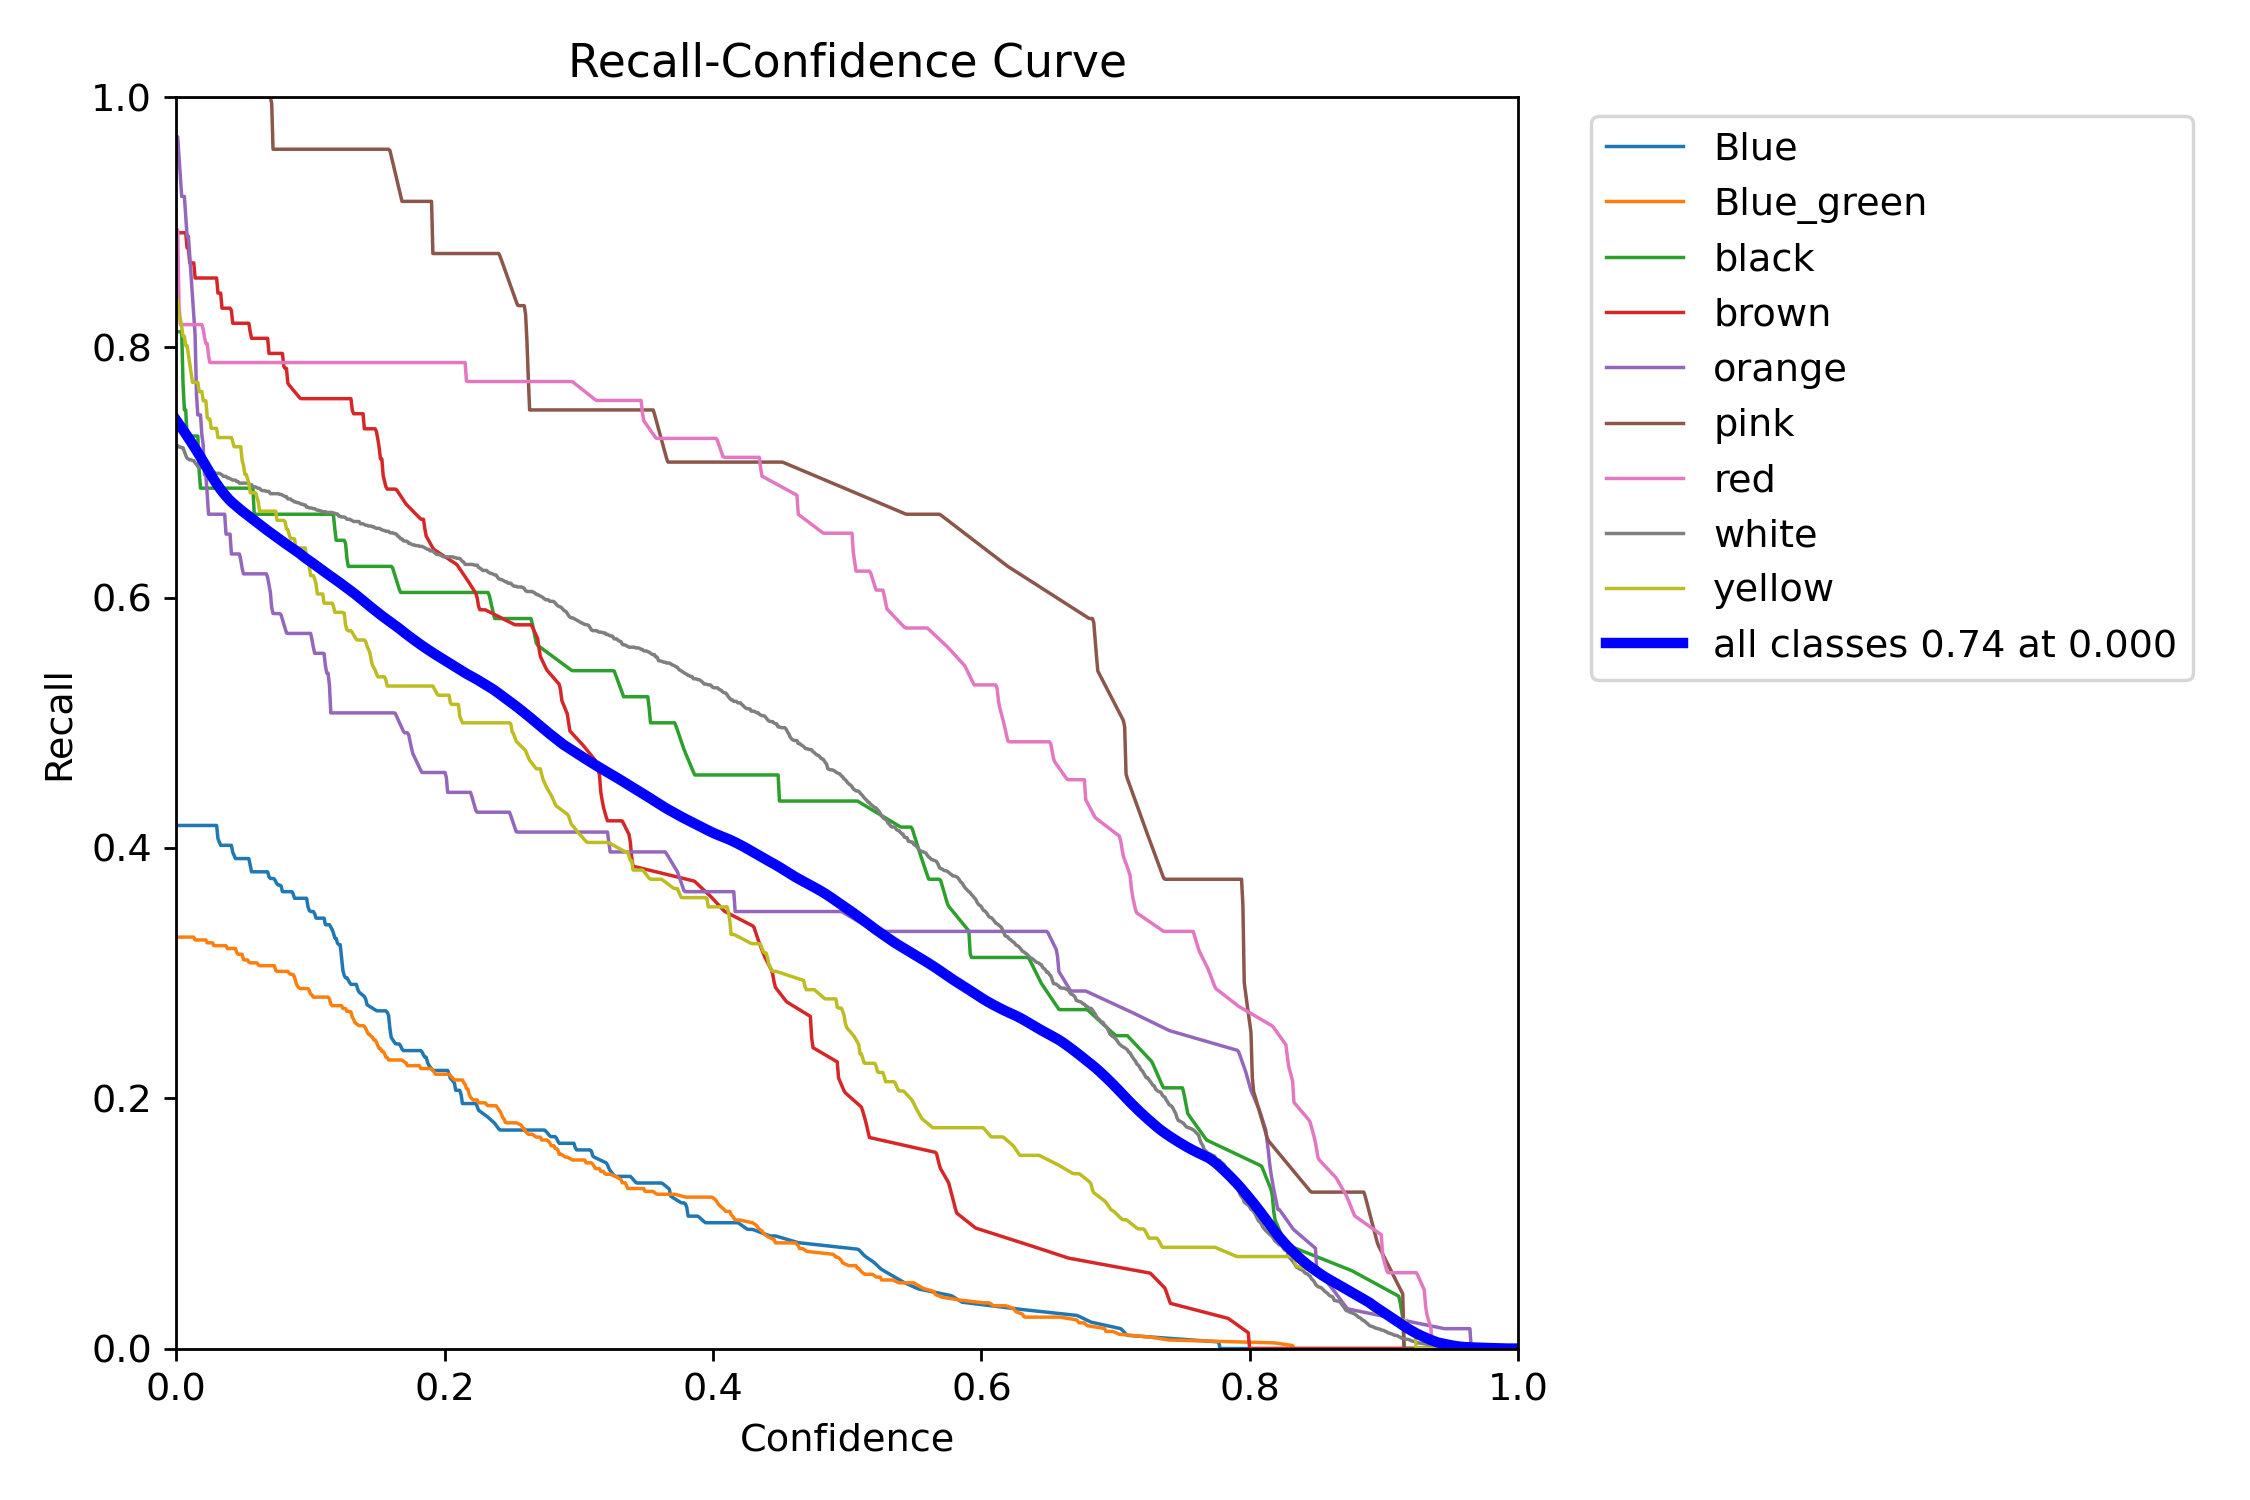 Recall-Confidence Curve
1.0
0.8
0.6
0.4
0.2
0.0
Recall
0.0 0.2 0.4 0.6 0.8 1.0
Confidence
Blue
Blue_green
black
brown
orange
pink
red
white
yellow
all classes 0.74 at 0.000